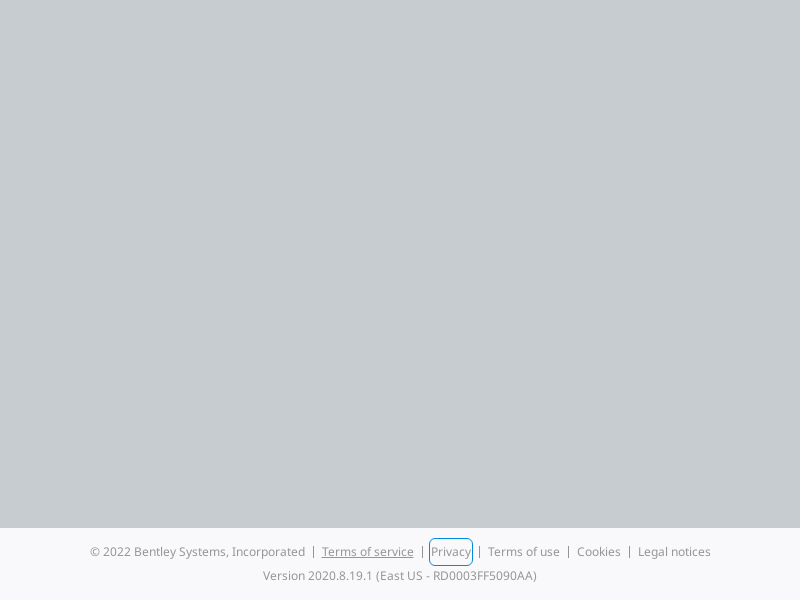 © 2022 Bentley Systems, Incorporated | Terms of service | Privacy | Terms of use | Cookies | Legal notices
Version 2020.8.19.1 (East US - RD0003FF5090AA)